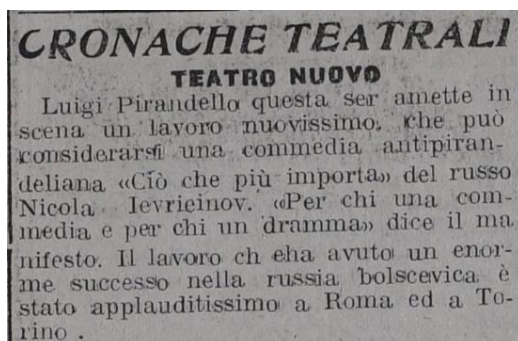 CRONACHE TEATRALI
TEATRO NUOVO
Luigi Pirandello questa ser amette in
scena un lavoro nuovissimo, che può
considerarsi una commedia antipiran-
deliana «Ciò che più importa» del russo
Nicola Ievrieinov. «Per chi una com-
media e per chi un dramma» dice il ma
nifesto. Il lavoro ch eha avuto un enor-
me successo nella russia bolscevica è
stato applauditissimo a Roma ed a To-
rino .